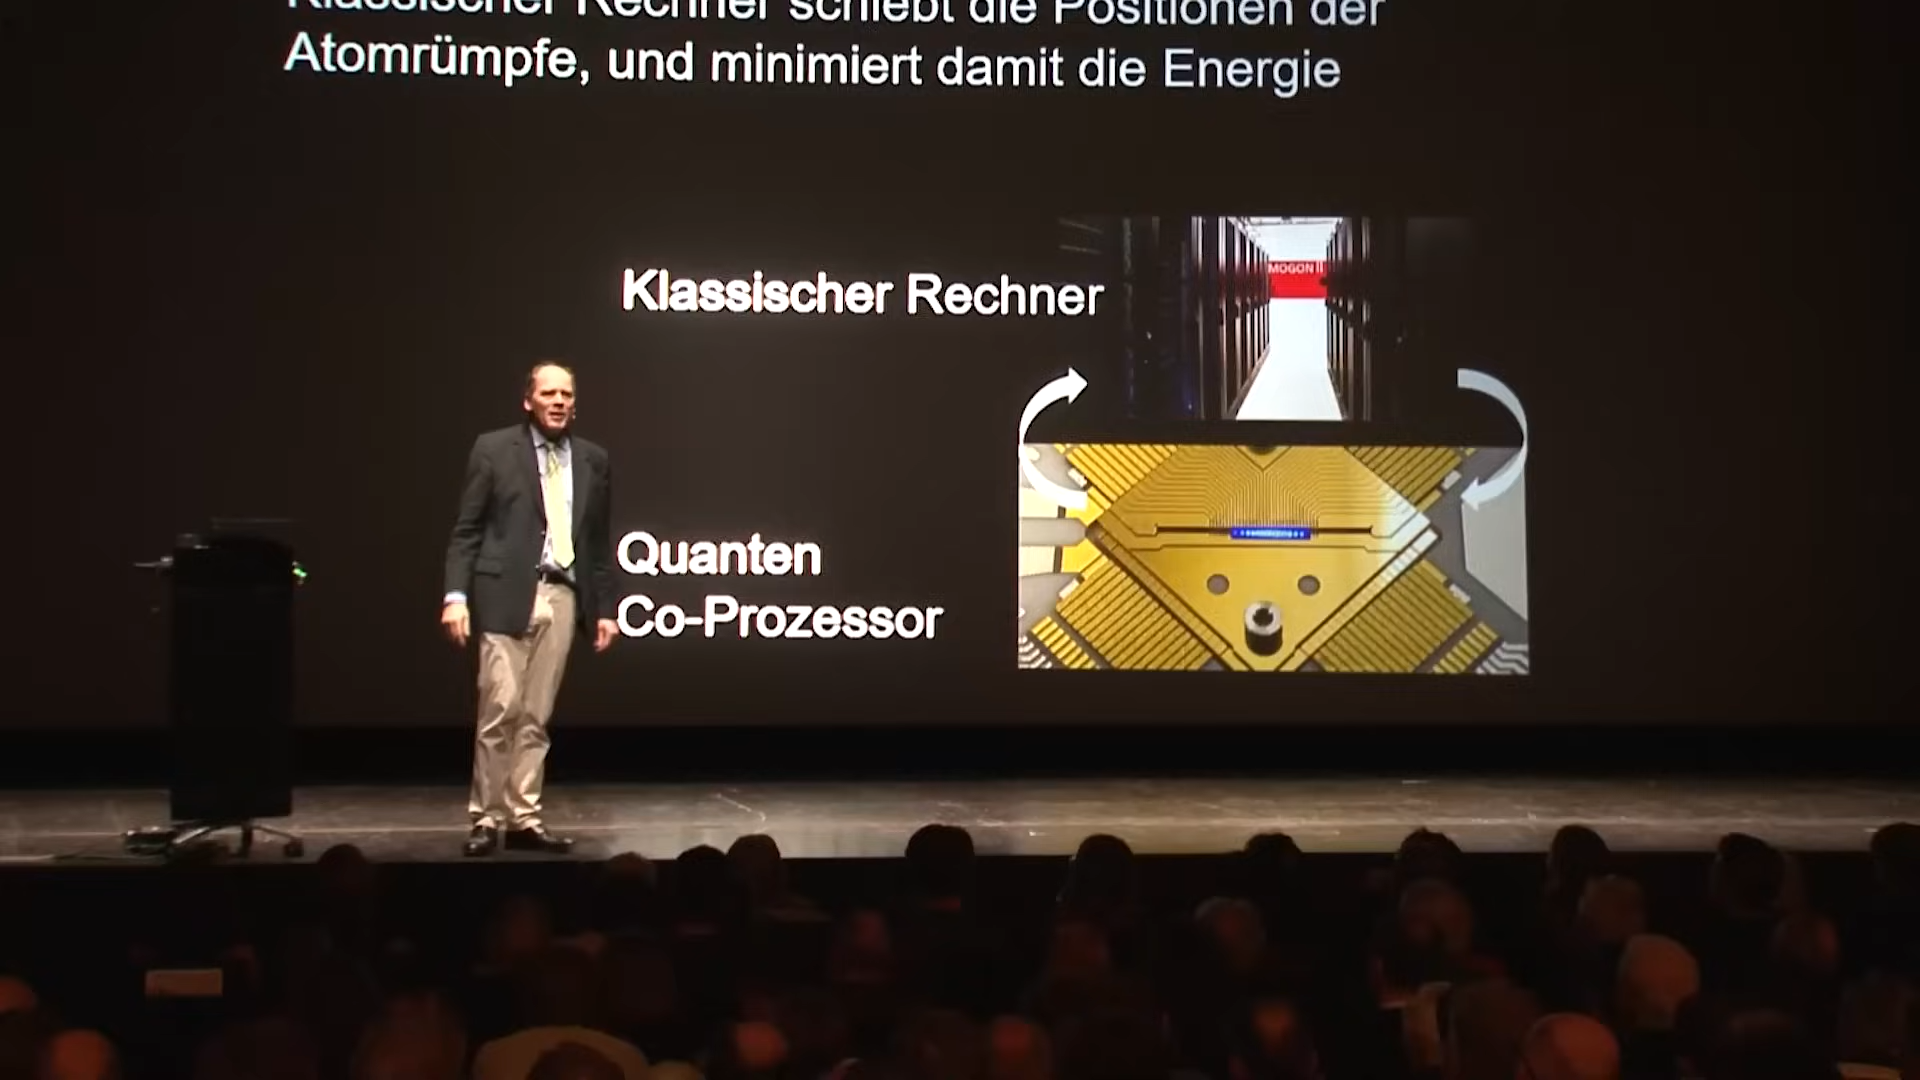 Klassischer Rechner schiebt die Positionen der
Atomrümpfe, und minimiert damit die Energie
MOGON II
Klassischer Rechner
Quanten
Co-Prozessor